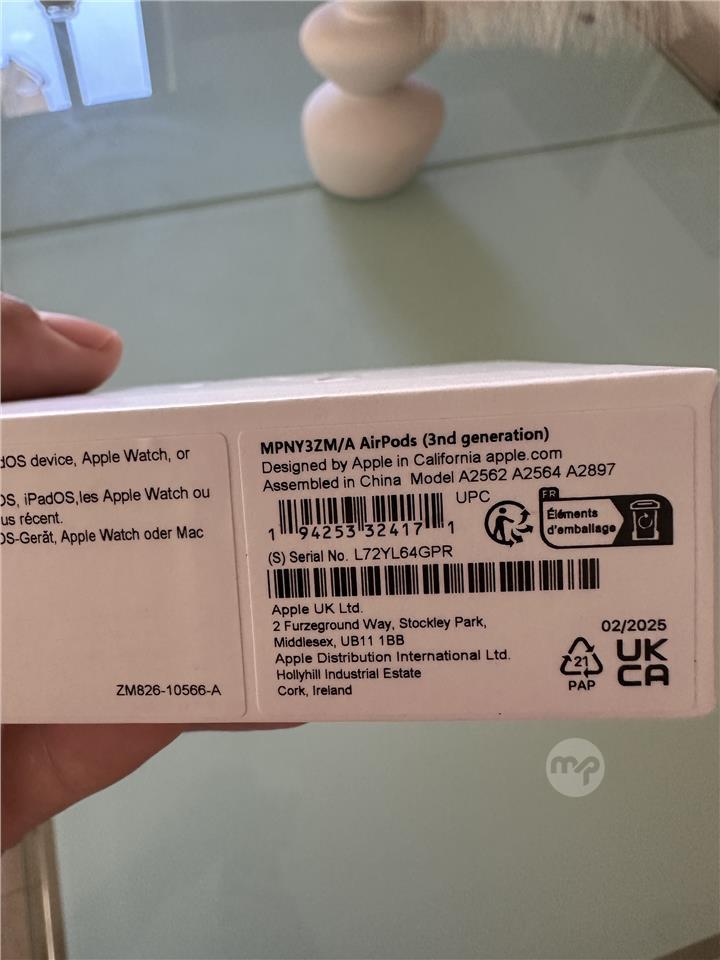 dOS device, Apple Watch, or
OS, iPadOS,les Apple Watch ou
us récent.
OS-Gerät, Apple Watch oder Mac
ZM826-10566-A
MPNY3ZM/A AirPods (3nd generation)
Designed by Apple in California apple.com
Assembled in China Model A2562 A2564 A2897
UPC
1 94253 32417 1
FR
Éléments
d'emballage
(S) Serial No. L72YL64GPR
Apple UK Ltd.
2 Furzeground Way, Stockley Park,
Middlesex, UB11 1BB
Apple Distribution International Ltd.
Hollyhill Industrial Estate
Cork, Ireland
02/2025
21
PAP
UK
CA
mp